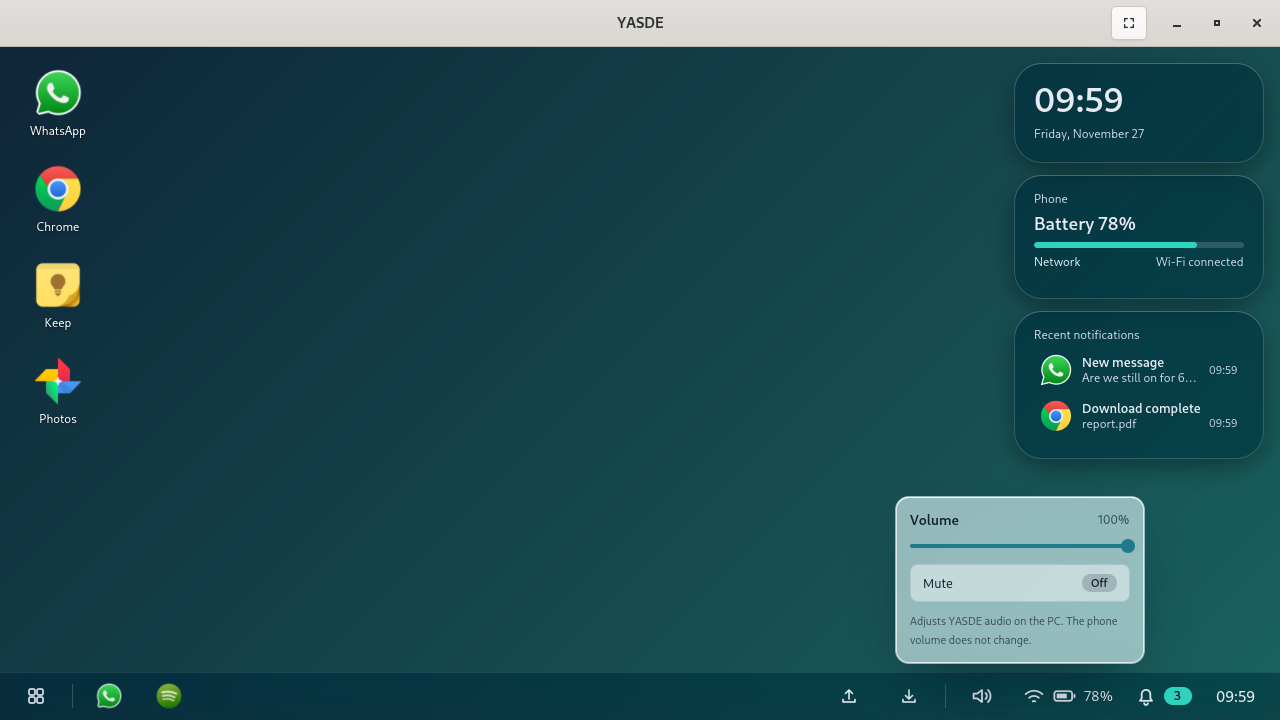 YASDE
WhatsApp
Chrome
Keep
Photos
09:59
Friday, November 27
Phone
Battery 78%
Network Wi-Fi connected
Recent notifications
New message
Are we still on for 6… 09:59
Download complete
report.pdf 09:59
Volume 100%
Mute Off
Adjusts YASDE audio on the PC. The phone
volume does not change.
78% 3 09:59